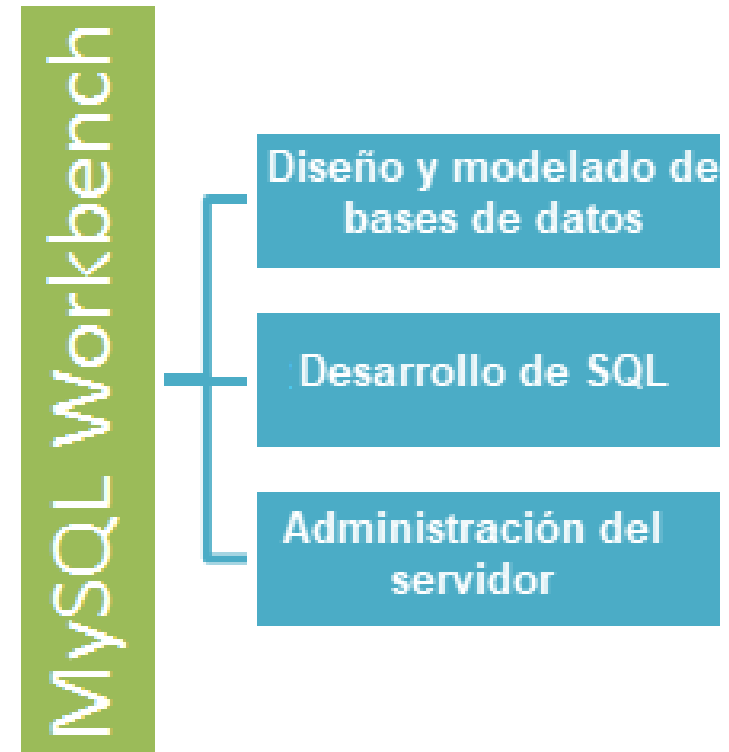 MySQL Workbench
Diseño y modelado de
bases de datos
Desarrollo de SQL
Administración del
servidor